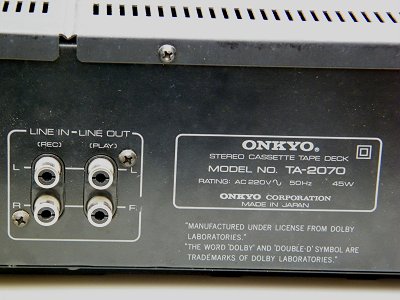 LINE IN – LINE OUT
(REC) (PLAY)
L L
R R
ONKYO®
STEREO CASSETTE TAPE DECK
MODEL NO. TA-2070
RATING: AC 220V∿ 50Hz 45W
ONKYO CORPORATION
MADE IN JAPAN
"MANUFACTURED UNDER LICENSE FROM DOLBY
LABORATORIES."
"THE WORD 'DOLBY' AND 'DOUBLE-D' SYMBOL ARE
TRADEMARKS OF DOLBY LABORATORIES."